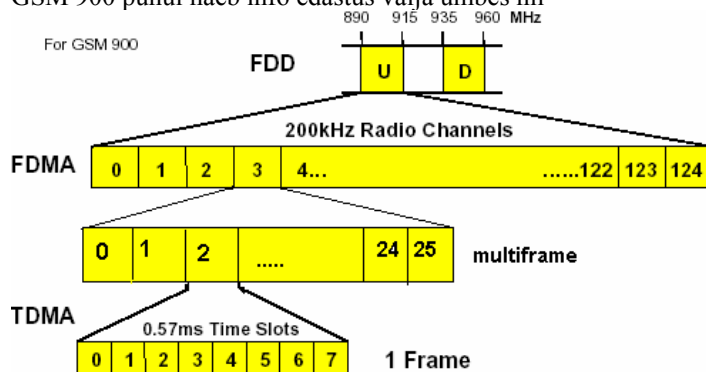 GSM 900 puhul näeb info edastus välja umbes nii
890 915 935 960 MHz
For GSM 900
FDD
U D
200kHz Radio Channels
FDMA 0 1 2 3 4... ......122 123 124
0 1 2 ..... 24 25 multiframe
TDMA
0.57ms Time Slots
0 1 2 3 4 5 6 7 1 Frame